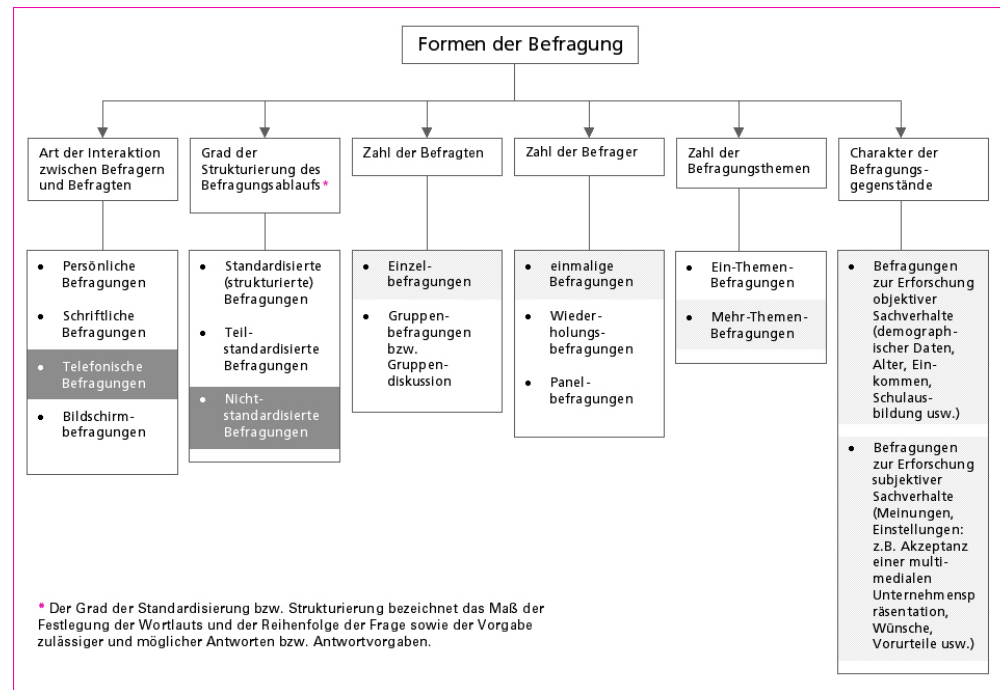 Formen der Befragung
Art der Interaktion
zwischen Befragern
und Befragten
Grad der
Strukturierung des
Befragungsablaufs*
Zahl der Befragten
Zahl der Befrager
Zahl der
Befragungsthemen
Charakter der
Befragungs-
gegenstände
• Persönliche
Befragungen
• Schriftliche
Befragungen
• Telefonische
Befragungen
• Bildschirm-
befragungen
• Standardisierte
(strukturierte)
Befragungen
• Teil-
standardisierte
Befragungen
• Nicht-
standardisierte
Befragungen
• Einzel-
befragungen
• Gruppen-
befragungen
bzw.
Gruppen-
diskussion
• einmalige
Befragungen
• Wieder-
holungs-
befragungen
• Panel-
befragungen
• Ein-Themen-
Befragungen
• Mehr-Themen-
Befragungen
• Befragungen
zur Erforschung
objektiver
Sachverhalte
(demograph-
ischer Daten,
Alter, Ein-
kommen,
Schulaus-
bildung usw.)
• Befragungen
zur Erforschung
subjektiver
Sachverhalte
(Meinungen,
Einstellungen:
z.B. Akzeptanz
einer multi-
medialen
Unternehmensp
räsentation,
Wünsche,
Vorurteile usw.)
* Der Grad der Standardisierung bzw. Strukturierung bezeichnet das Maß der
Festlegung der Wortlauts und der Reihenfolge der Frage sowie der Vorgabe
zulässiger und möglicher Antworten bzw. Antwortvorgaben.